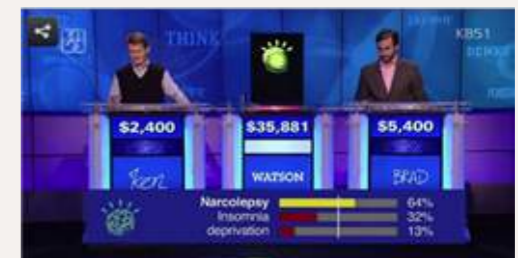 THINK
KBS1
$2,400
$35,881
$5,400
Ken
WATSON
BRAD
Narcolepsy 64%
Insomnia 32%
deprivation 13%